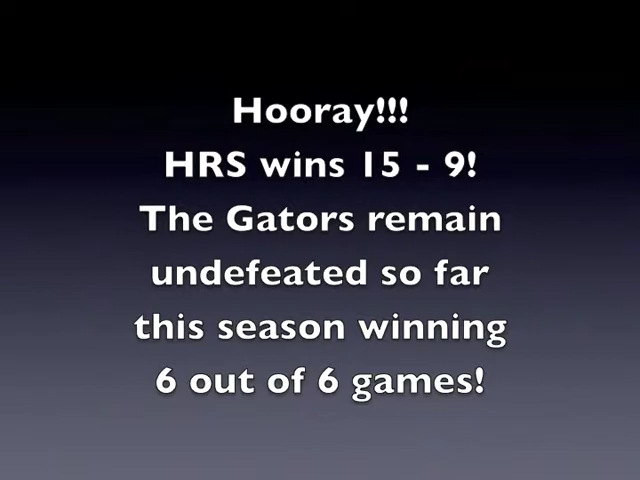 Hooray!!!
HRS wins 15 - 9!
The Gators remain
undefeated so far
this season winning
6 out of 6 games!